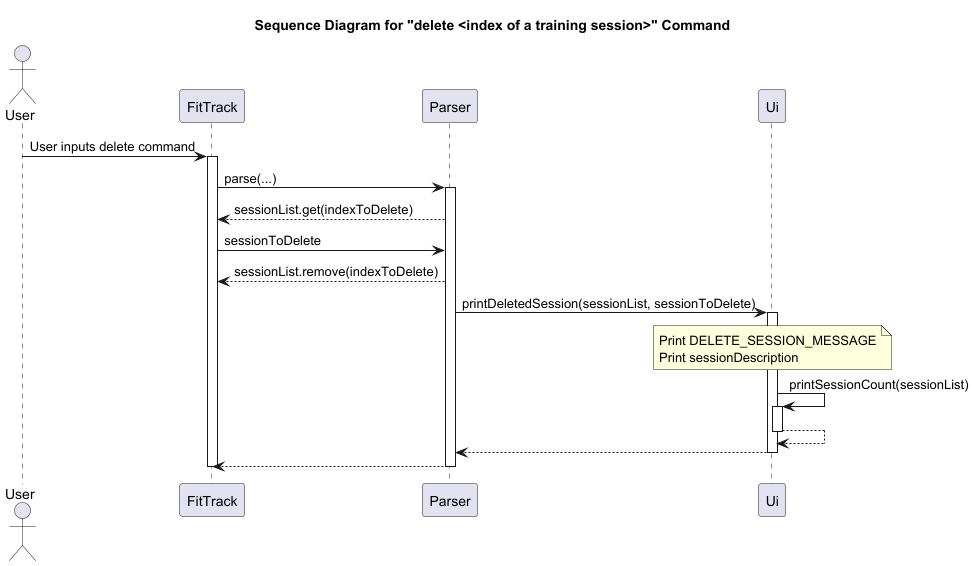 Sequence Diagram for "delete <index of a training session>" Command
User
FitTrack
Parser
Ui
User inputs delete command
parse(...)
sessionList.get(indexToDelete)
sessionToDelete
sessionList.remove(indexToDelete)
printDeletedSession(sessionList, sessionToDelete)
Print DELETE_SESSION_MESSAGE
Print sessionDescription
printSessionCount(sessionList)
User
FitTrack
Parser
Ui